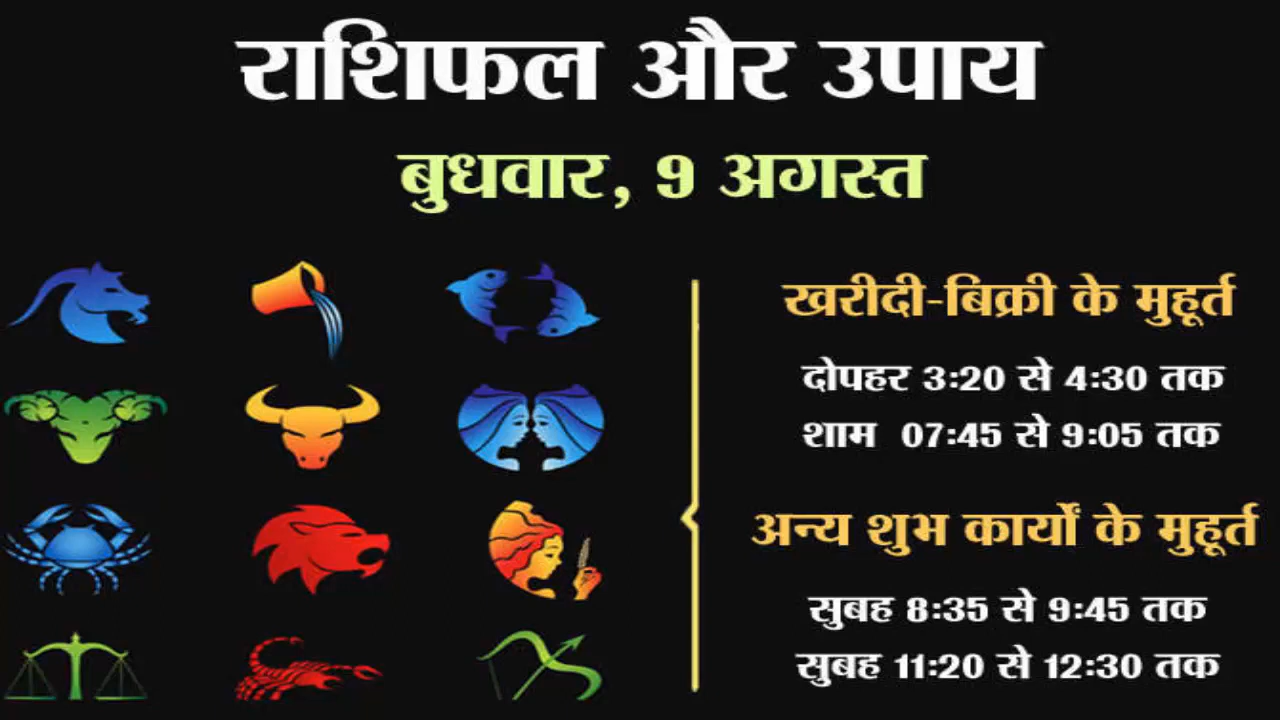 राशिफल और उपाय
बुधवार, 9 अगस्त
खरीदी-बिक्री के मुहूर्त
दोपहर 3:20 से 4:30 तक
शाम 07:45 से 9:05 तक
अन्य शुभ कार्यों के मुहूर्त
सुबह 8:35 से 9:45 तक
सुबह 11:20 से 12:30 तक